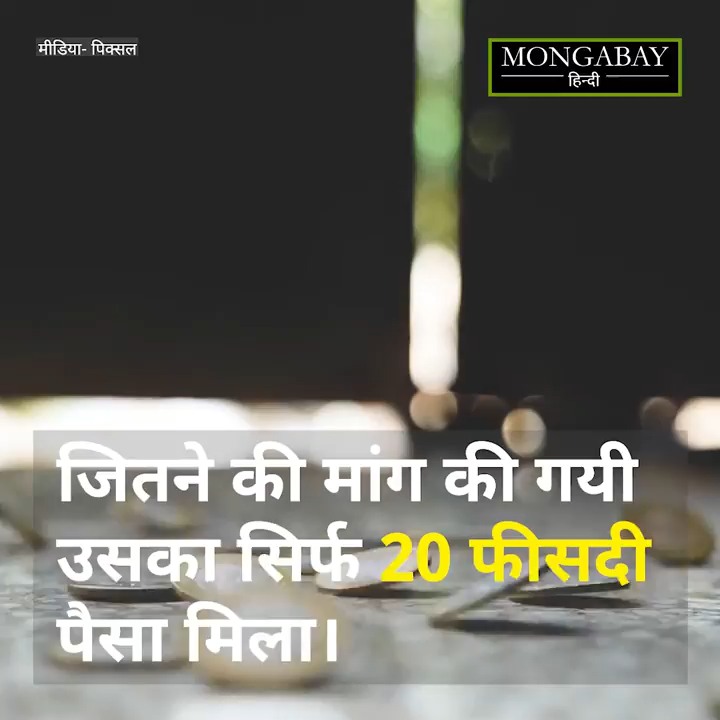 मीडिया- पिक्सल
MONGABAY
हिन्दी
जितने की मांग की गयी
उसका सिर्फ 20 फीसदी
पैसा मिला।